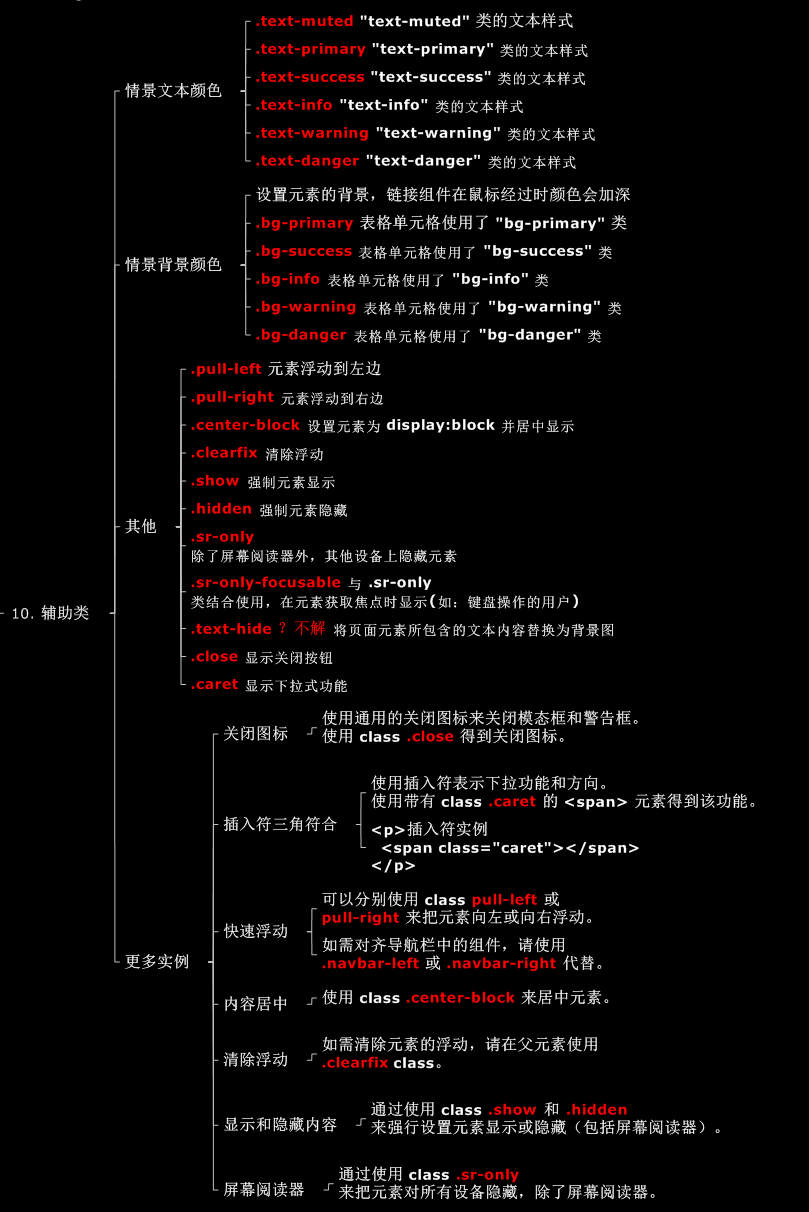 .text-muted "text-muted" 类的文本样式
.text-primary "text-primary" 类的文本样式
.text-success "text-success" 类的文本样式
情景文本颜色
.text-info "text-info" 类的文本样式
.text-warning "text-warning" 类的文本样式
.text-danger "text-danger" 类的文本样式
设置元素的背景，链接组件在鼠标经过时颜色会加深
.bg-primary 表格单元格使用了 "bg-primary" 类
.bg-success 表格单元格使用了 "bg-success" 类
情景背景颜色
.bg-info 表格单元格使用了 "bg-info" 类
.bg-warning 表格单元格使用了 "bg-warning" 类
.bg-danger 表格单元格使用了 "bg-danger" 类
.pull-left 元素浮动到左边
.pull-right 元素浮动到右边
.center-block 设置元素为 display:block 并居中显示
.clearfix 清除浮动
.show 强制元素显示
.hidden 强制元素隐藏
其他
.sr-only
除了屏幕阅读器外，其他设备上隐藏元素
.sr-only-focusable 与 .sr-only
类结合使用，在元素获取焦点时显示(如：键盘操作的用户)
10. 辅助类
.text-hide ？不解 将页面元素所包含的文本内容替换为背景图
.close 显示关闭按钮
.caret 显示下拉式功能
关闭图标
使用通用的关闭图标来关闭模态框和警告框。
使用 class .close 得到关闭图标。
插入符三角符合
使用插入符表示下拉功能和方向。
使用带有 class .caret 的 <span> 元素得到该功能。
<p>插入符实例
<span class="caret"></span>
</p>
快速浮动
可以分别使用 class pull-left 或
pull-right 来把元素向左或向右浮动。
如需对齐导航栏中的组件，请使用
.navbar-left 或 .navbar-right 代替。
更多实例
内容居中
使用 class .center-block 来居中元素。
清除浮动
如需清除元素的浮动，请在父元素使用
.clearfix class。
显示和隐藏内容
通过使用 class .show 和 .hidden
来强行设置元素显示或隐藏（包括屏幕阅读器）。
屏幕阅读器
通过使用 class .sr-only
来把元素对所有设备隐藏，除了屏幕阅读器。